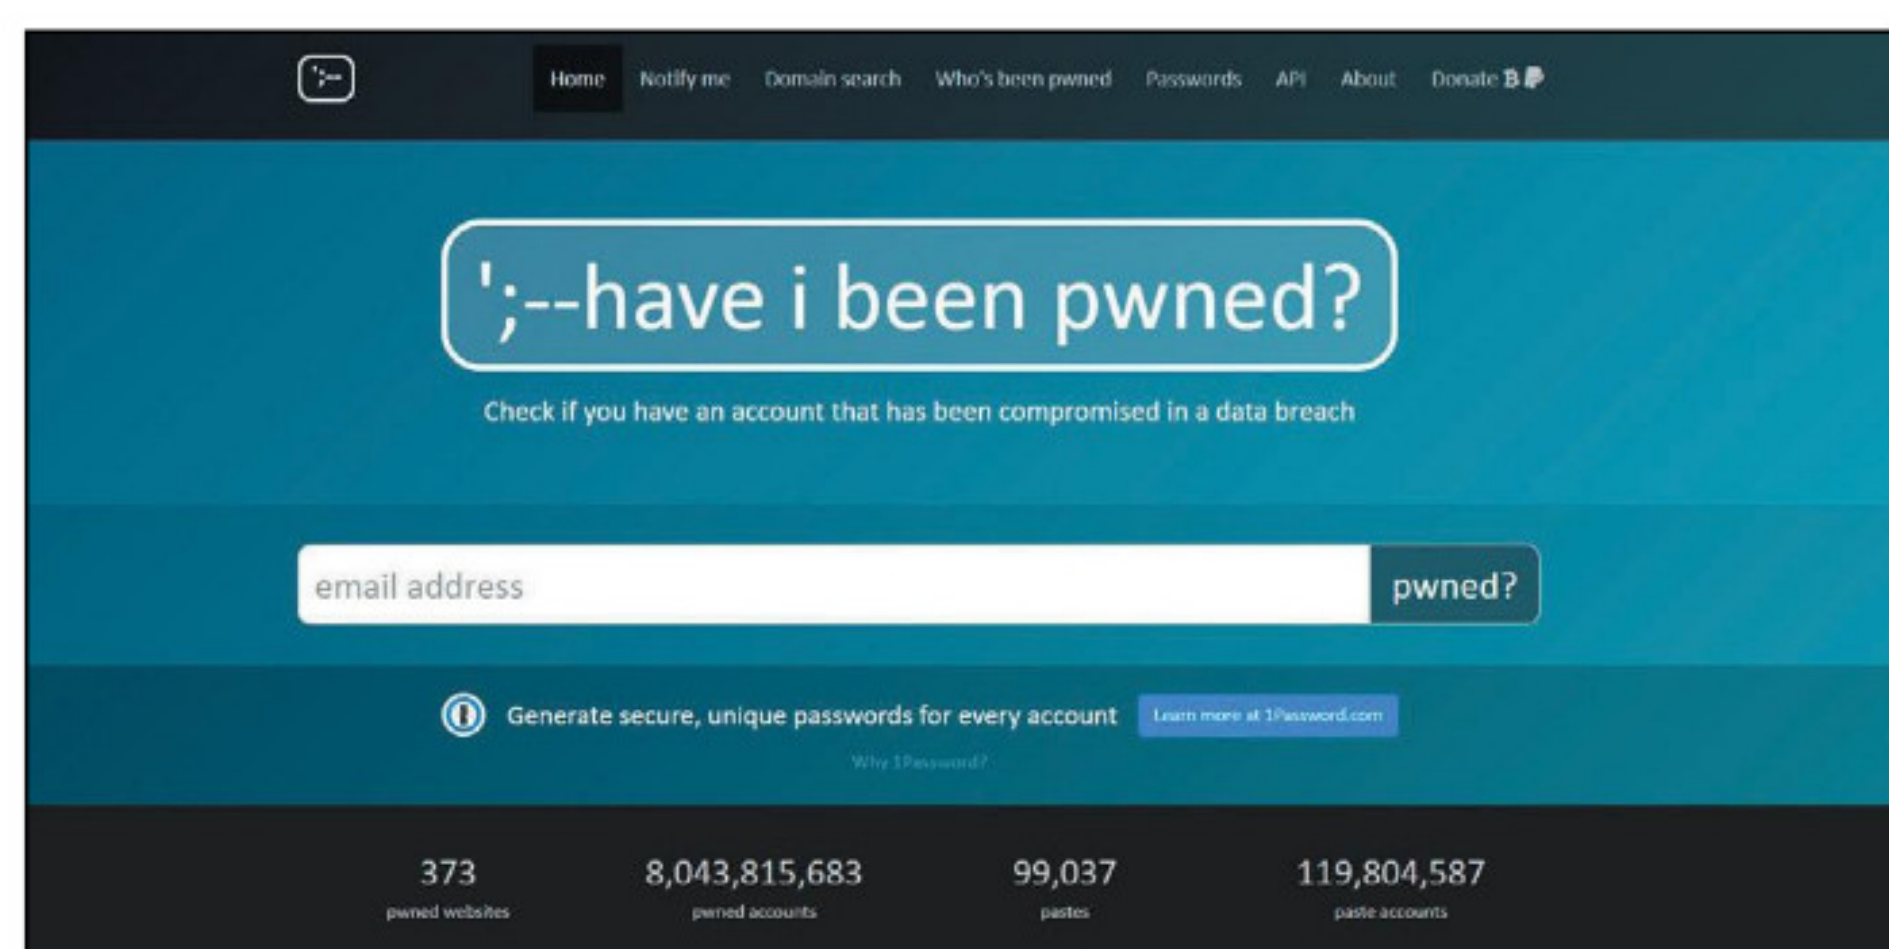 ';--
Home Notify me Domain search Who's been pwned Passwords API About Donate
';--have i been pwned?
Check if you have an account that has been compromised in a data breach
email address pwned?
Generate secure, unique passwords for every account Learn more at 1Password.com
Why 1Password?
373 8,043,815,683 99,037 119,804,587
pwned websites pwned accounts pastes paste accounts